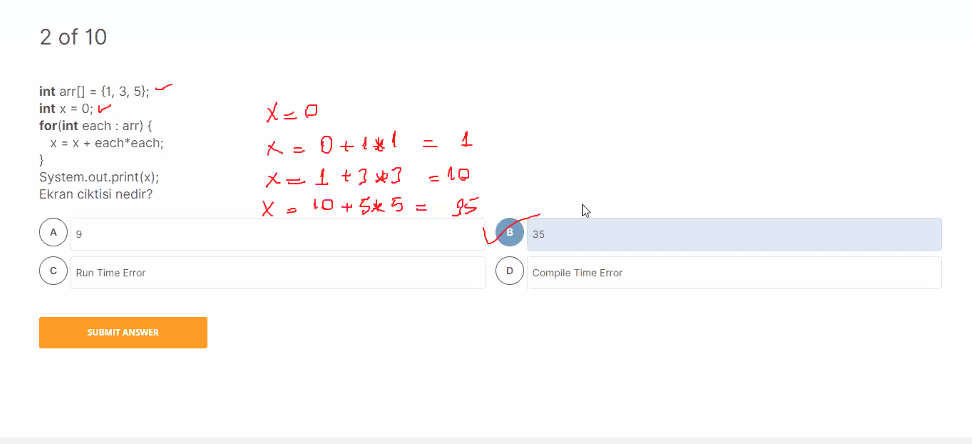 2 of 10
int arr[] = {1, 3, 5};
int x = 0;
for(int each : arr) {
x = x + each*each;
}
System.out.print(x);
Ekran ciktisi nedir?
x = 0
x = 0 + 1 * 1 = 1
x = 1 + 3 * 3 = 10
x = 10 + 5 * 5 = 35
A 9
B 35
C Run Time Error
D Compile Time Error
SUBMIT ANSWER